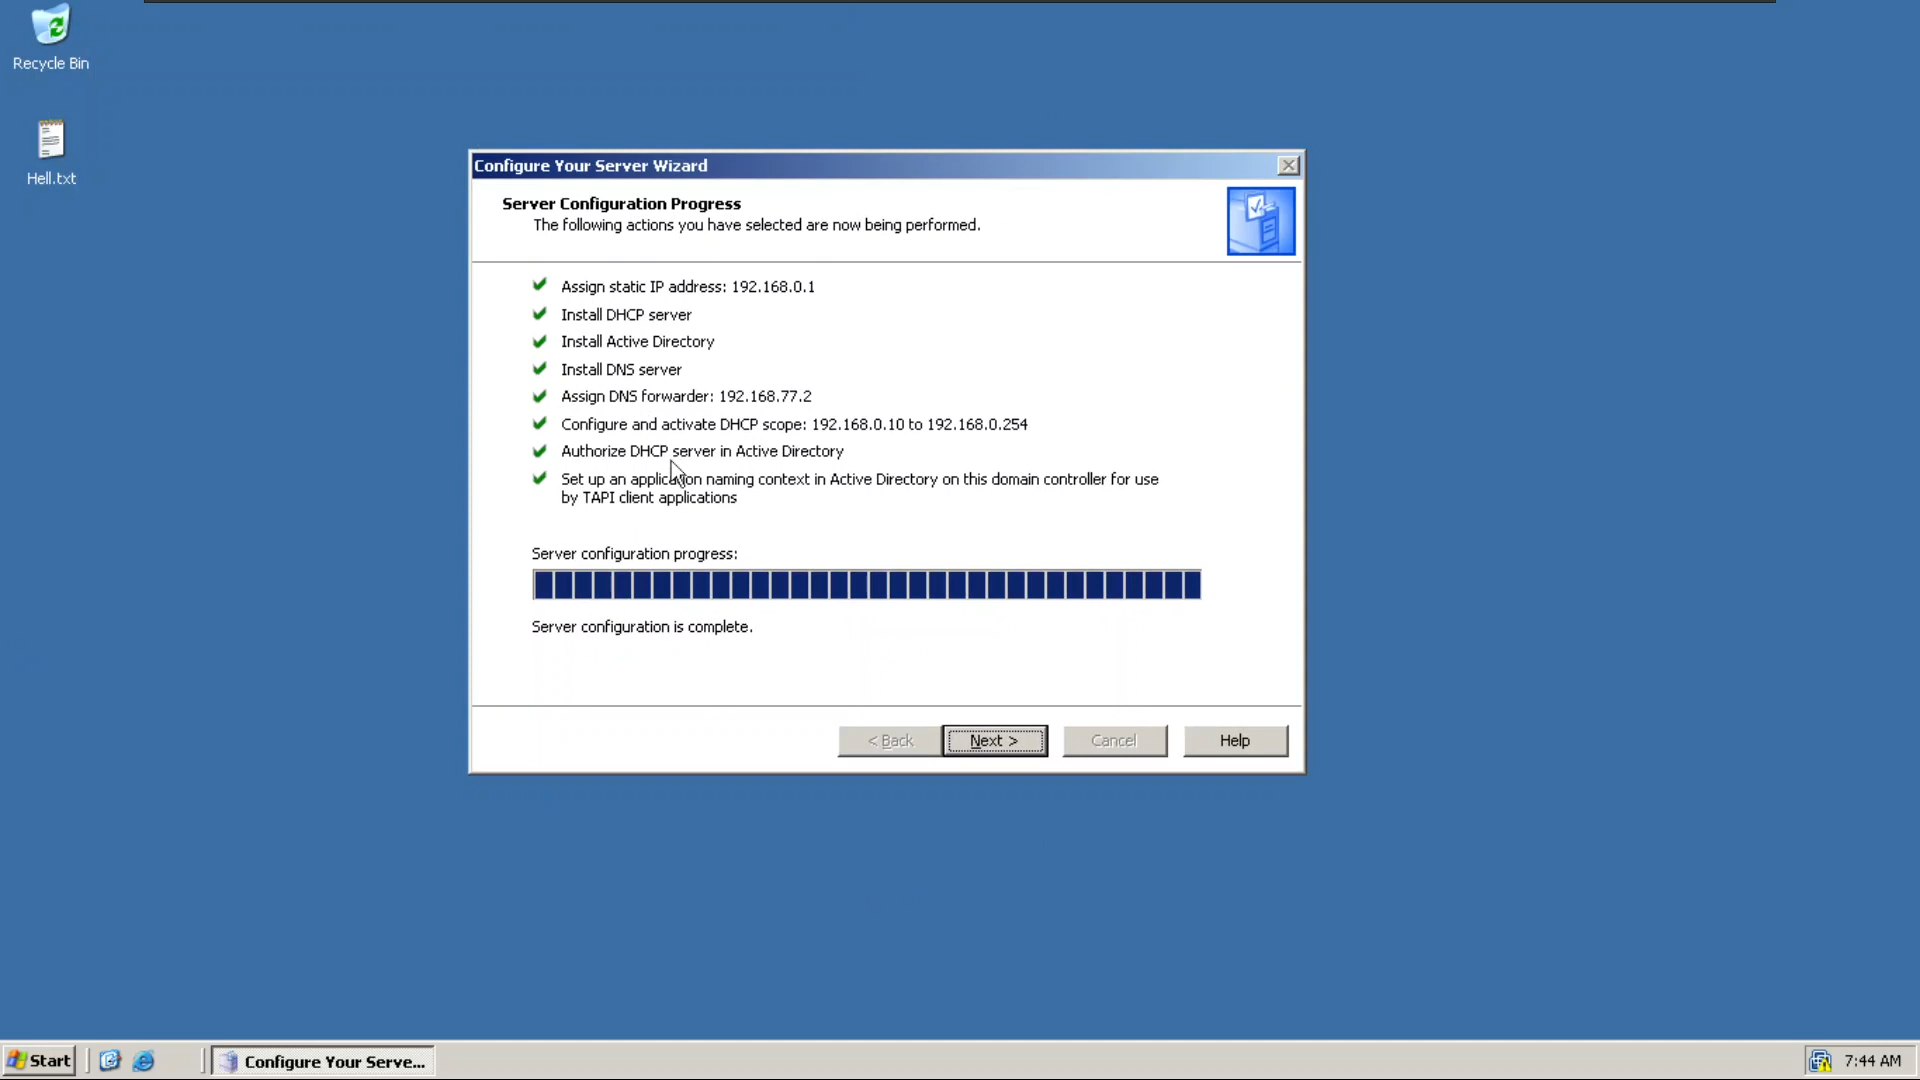 Recycle Bin
Hell.txt
Configure Your Server Wizard
Server Configuration Progress
The following actions you have selected are now being performed.
Assign static IP address: 192.168.0.1
Install DHCP server
Install Active Directory
Install DNS server
Assign DNS forwarder: 192.168.77.2
Configure and activate DHCP scope: 192.168.0.10 to 192.168.0.254
Authorize DHCP server in Active Directory
Set up an application naming context in Active Directory on this domain controller for use
by TAPI client applications
Server configuration progress:
Server configuration is complete.
< Back
Next >
Cancel
Help
Start
Configure Your Serve...
7:44 AM